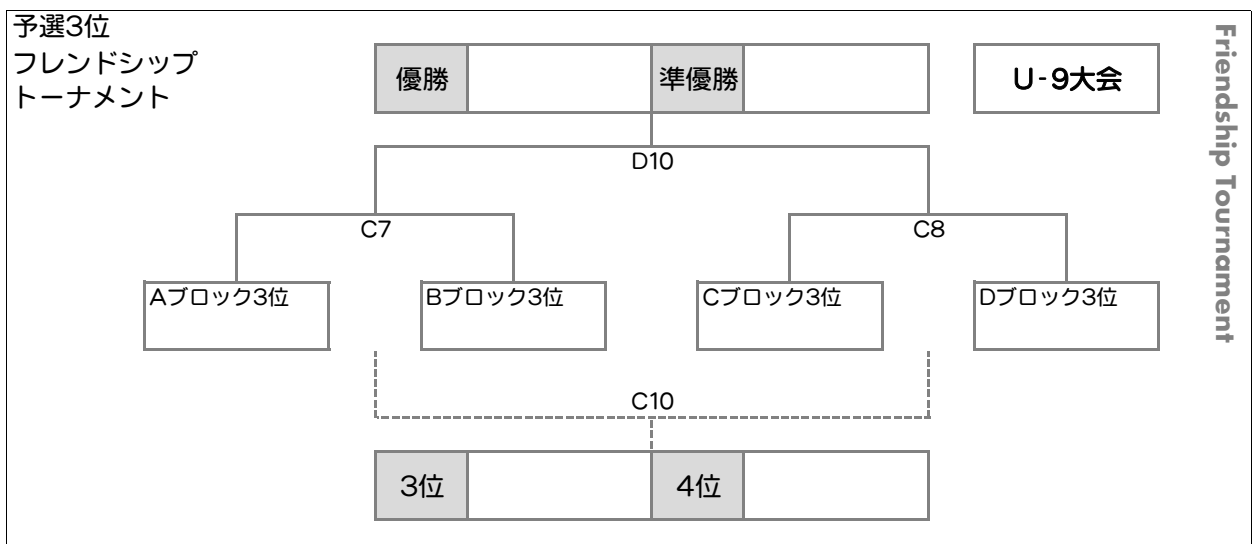 予選3位
フレンドシップ
トーナメント
優勝
準優勝
U-9大会
Friendship Tournament
D10
C7
C8
Aブロック3位
Bブロック3位
Cブロック3位
Dブロック3位
C10
3位
4位